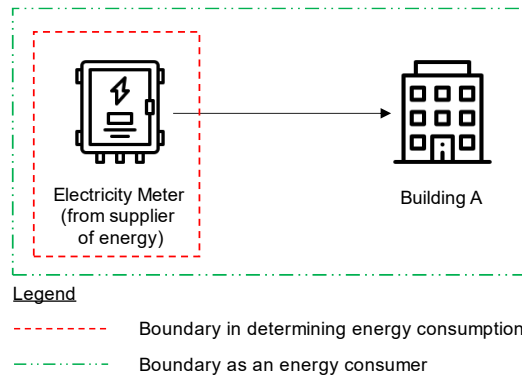 Electricity Meter
(from supplier
of energy)
Building A
Legend
Boundary in determining energy consumption
Boundary as an energy consumer